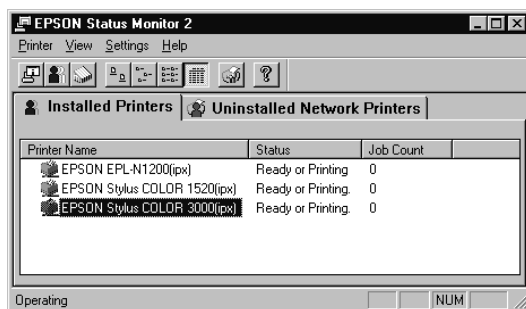 EPSON Status Monitor 2
Printer View Settings Help
Installed Printers Uninstalled Network Printers
Printer Name Status Job Count
EPSON EPL-N1200(ipx) Ready or Printing 0
EPSON Stylus COLOR 1520(ipx) Ready or Printing. 0
EPSON Stylus COLOR 3000(ipx) Ready or Printing. 0
Operating NUM